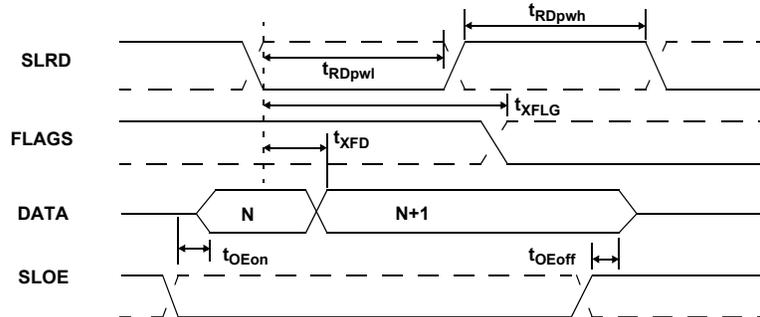 tRDpwh
SLRD
tRDpwl
tXFLG
FLAGS
tXFD
DATA
N
N+1
tOEon
tOEoff
SLOE